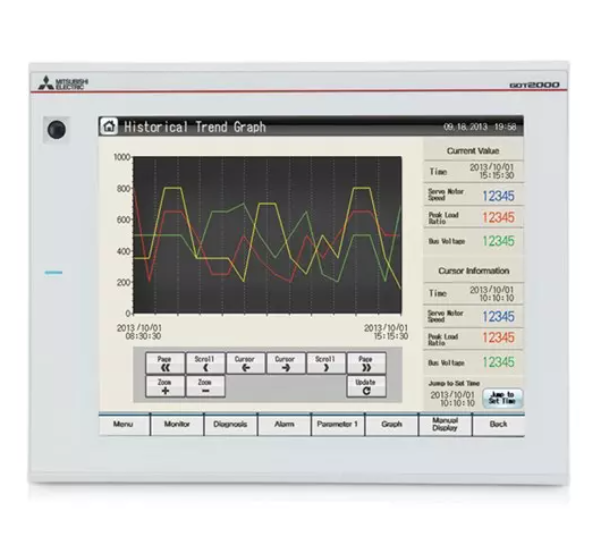 MITSUBISHI
ELECTRIC
GOT2000
Historical Trend Graph
09.18.2013 19:58
Current Value
Time 2013/10/01
15:15:30
Servo Motor
Speed 12345
Peak Load
Ratio 12345
Bus Voltage 12345
Cursor Information
Time 2013/10/01
10:10:10
Servo Motor
Speed 12345
Peak Load
Ratio 12345
Bus Voltage 12345
Jump to Set Time
2013/10/01
10:10:10
Jump to
Set Time
1000
800
600
400
200
0
2013/10/01
08:30:30
2013/10/01
15:15:30
Page Scroll Cursor Cursor Scroll Page
Zoom Zoom Update
Menu Monitor Diagnosis Alarm Parameter 1 Graph Manual
Display Back